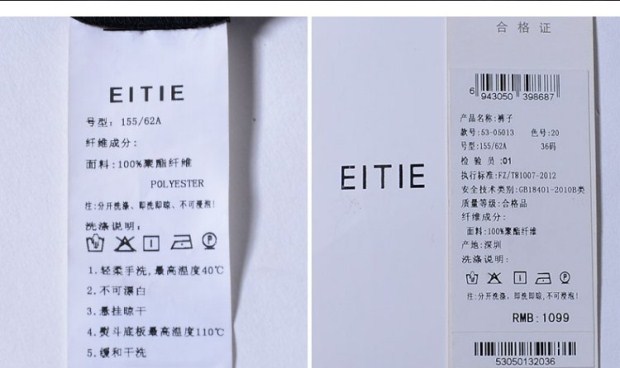 EITIE
号型：155/62A
纤维成分：
面料：100%聚酯纤维
POLYESTER
注：分开洗涤、即洗即晾、不可浸泡！
洗涤说明：
1.轻柔手洗，最高温度40℃
2.不可漂白
3.悬挂晾干
4.熨斗底板最高温度110℃
5.缓和干洗
EITIE
合格证
6 943050 398687
产品名称：裤子
款号：53-05013 色号：20
号型：155/62A 36码
检验员：01
执行标准：FZ/T81007-2012
安全技术类别：GB18401-2010B类
质量等级：合格品
纤维成分：
面料：100%聚酯纤维
产地：深圳
洗涤说明：
注：分开洗涤、即洗即晾，不可浸泡！
RMB：1099
53050132036